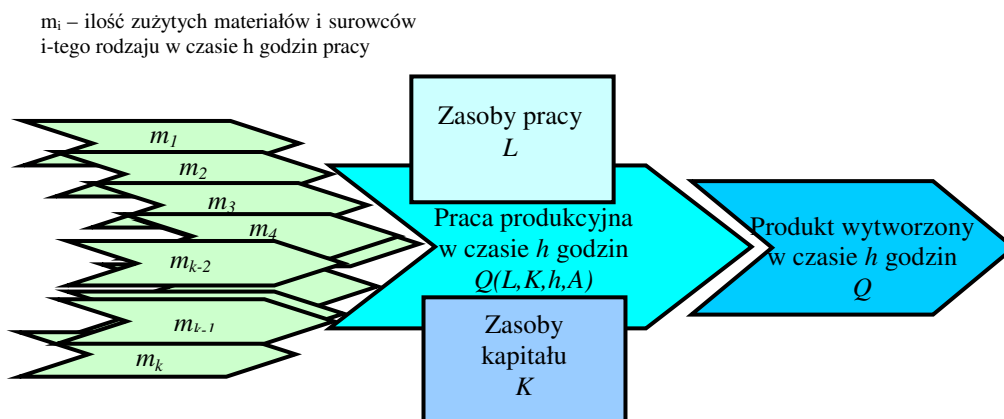 mi – ilość zużytych materiałów i surowców
i-tego rodzaju w czasie h godzin pracy
Zasoby pracy
L
m1
m2
m3
m4
mk-2
mk-1
mk
Praca produkcyjna
w czasie h godzin
Q(L,K,h,A)
Zasoby
kapitału
K
Produkt wytworzony
w czasie h godzin
Q